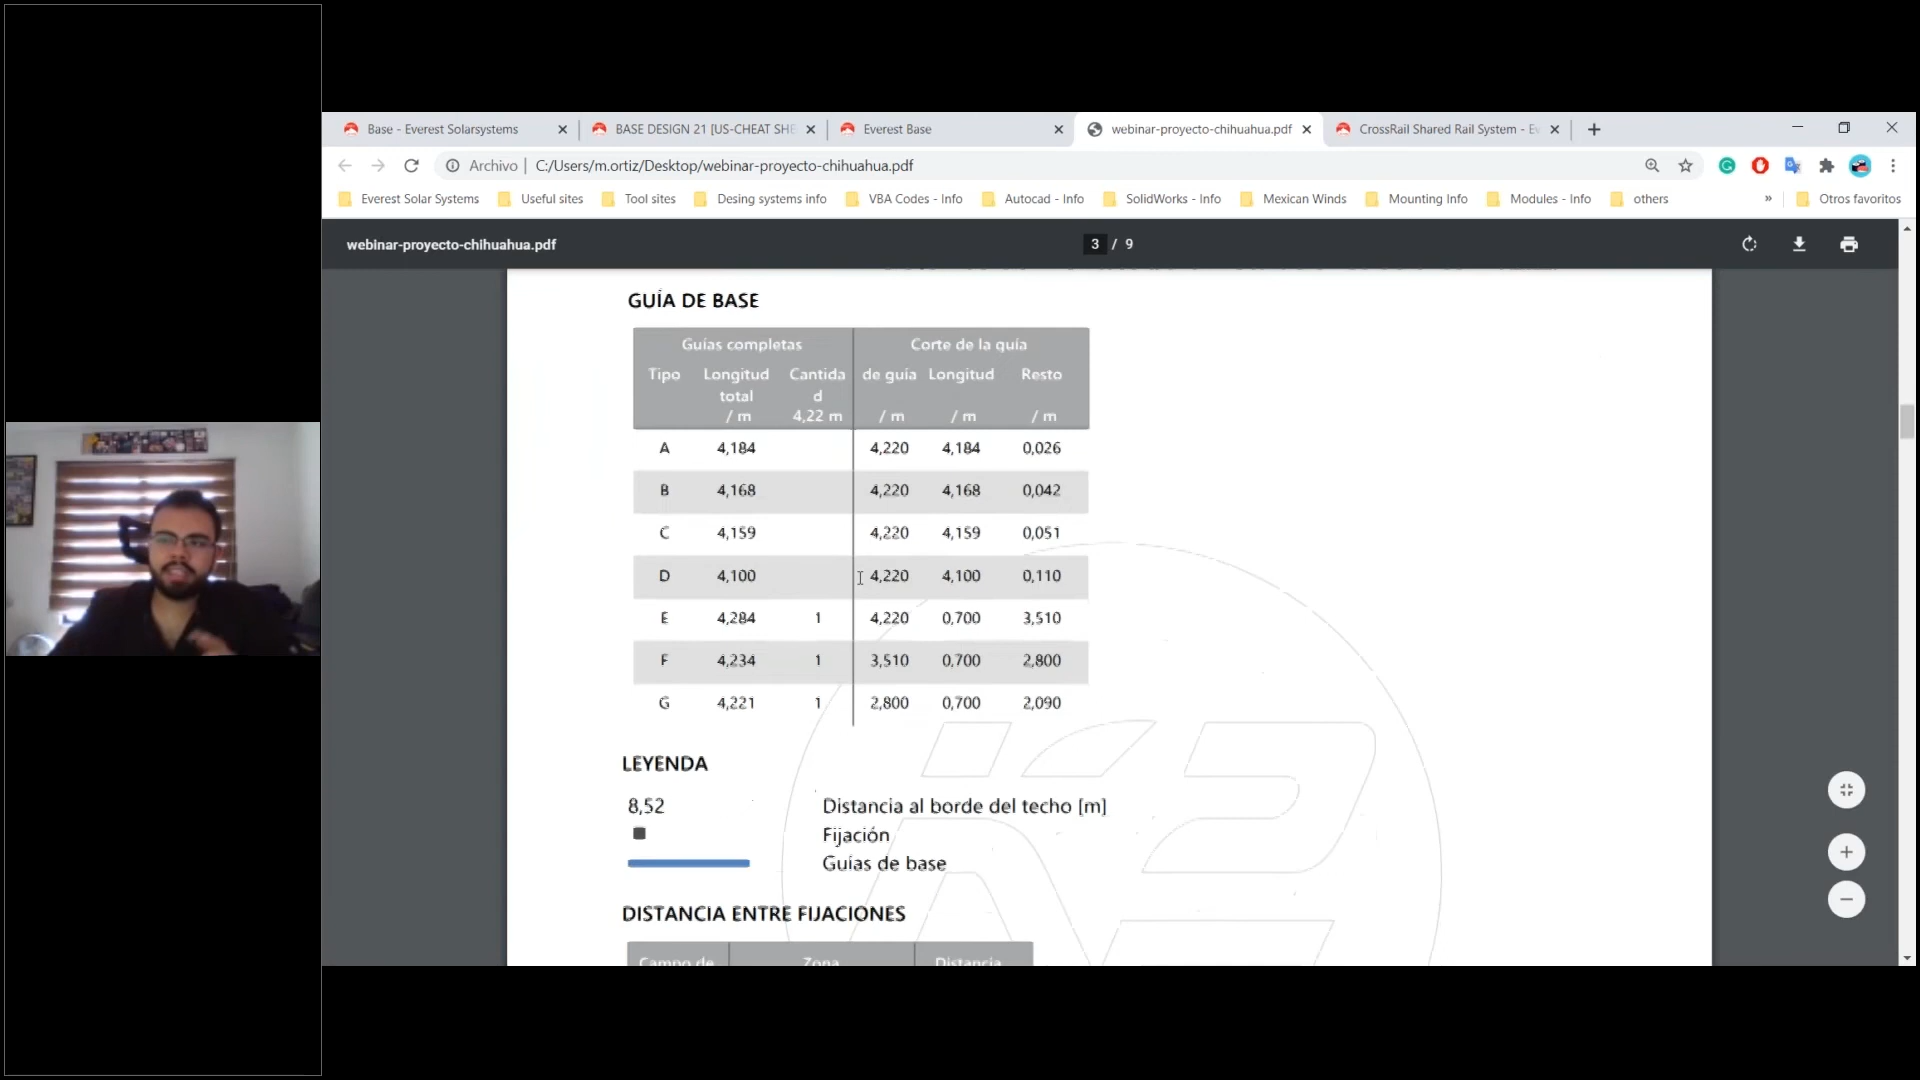 Base - Everest Solarsystems
BASE DESIGN 21 [US-CHEAT SHE
Everest Base
webinar-proyecto-chihuahua.pdf
CrossRail Shared Rail System - E
Archivo | C:/Users/m.ortiz/Desktop/webinar-proyecto-chihuahua.pdf
Everest Solar Systems Useful sites Tool sites Desing systems info VBA Codes - Info Autocad - Info SolidWorks - Info Mexican Winds Mounting Info Modules - Info others » Otros favoritos
webinar-proyecto-chihuahua.pdf 3 / 9
GUÍA DE BASE
Guías completas Corte de la guía
Tipo Longitud Cantida de guía Longitud Resto
total d
/ m 4,22 m / m / m / m
A 4,184 4,220 4,184 0,026
B 4,168 4,220 4,168 0,042
C 4,159 4,220 4,159 0,051
D 4,100 4,220 4,100 0,110
E 4,284 1 4,220 0,700 3,510
F 4,234 1 3,510 0,700 2,800
G 4,221 1 2,800 0,700 2,090
LEYENDA
8,52 Distancia al borde del techo [m]
Fijación
Guías de base
DISTANCIA ENTRE FIJACIONES
Campo de Zona Distancia
K2